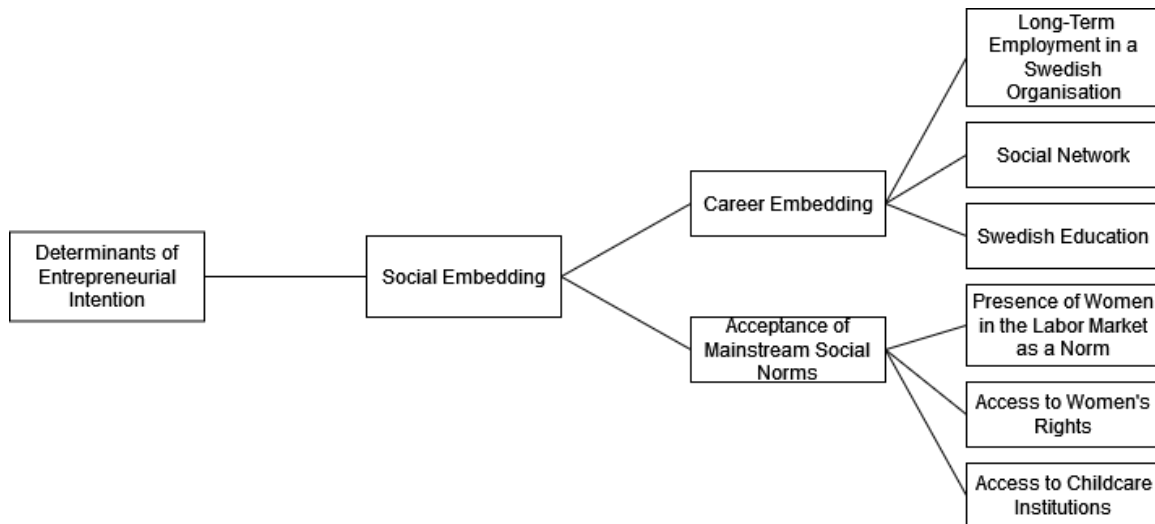 Determinants of
Entrepreneurial
Intention
Social Embedding
Career Embedding
Acceptance of
Mainstream Social
Norms
Long-Term
Employment in a
Swedish
Organisation
Social Network
Swedish Education
Presence of Women
in the Labor Market
as a Norm
Access to Women's
Rights
Access to Childcare
Institutions